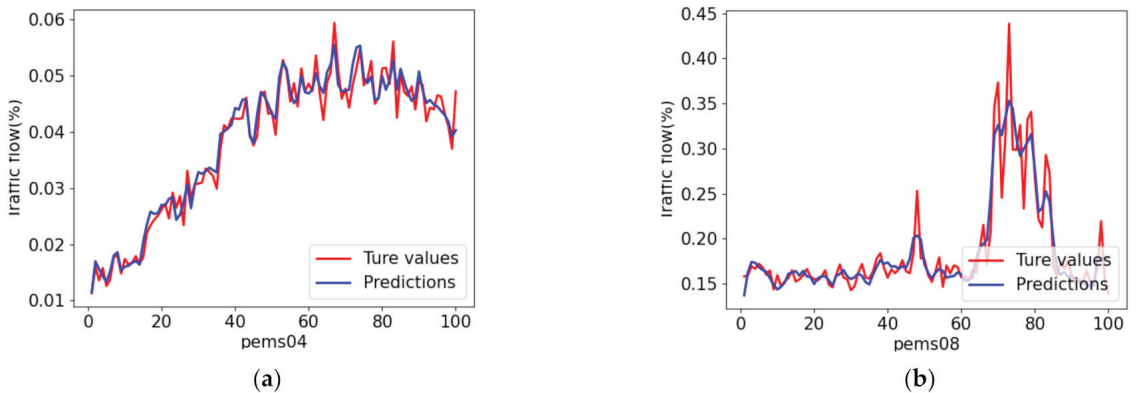 0.06
0.05
0.04
0.03
0.02
0.01
Traffic flow(%)
Ture values
Predictions
0 20 40 60 80 100
pems04
(a)
0.45
0.40
0.35
0.30
0.25
0.20
0.15
Traffic flow(%)
Ture values
Predictions
0 20 40 60 80 100
pems08
(b)